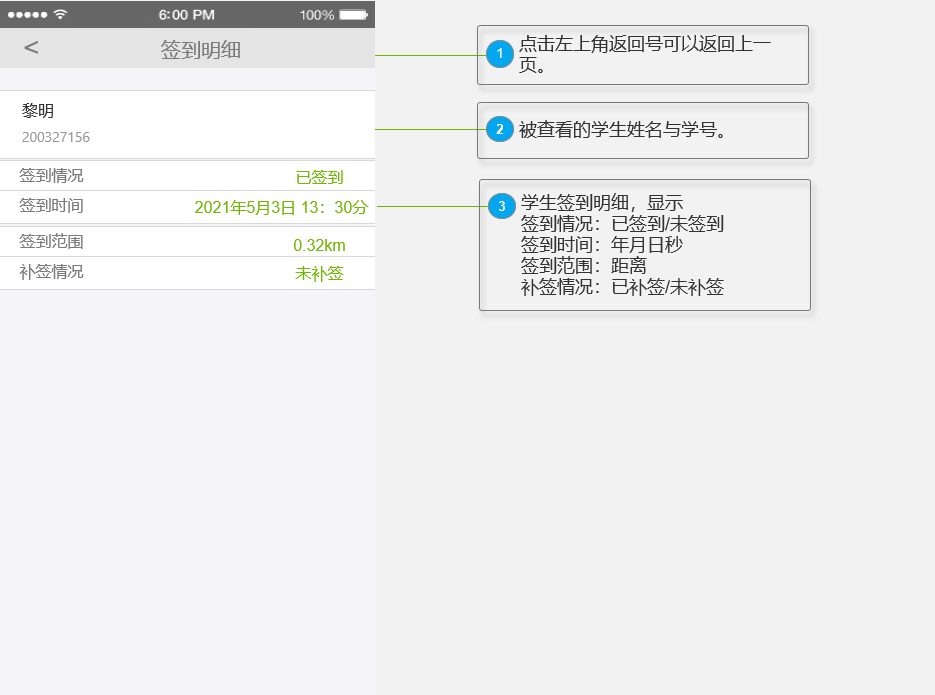 6:00 PM 100%
< 签到明细
黎明
200327156
签到情况 已签到
签到时间 2021年5月3日 13：30分
签到范围 0.32km
补签情况 未补签
1 点击左上角返回号可以返回上一
页。
2 被查看的学生姓名与学号。
3 学生签到明细，显示
签到情况：已签到/未签到
签到时间：年月日秒
签到范围：距离
补签情况：已补签/未补签